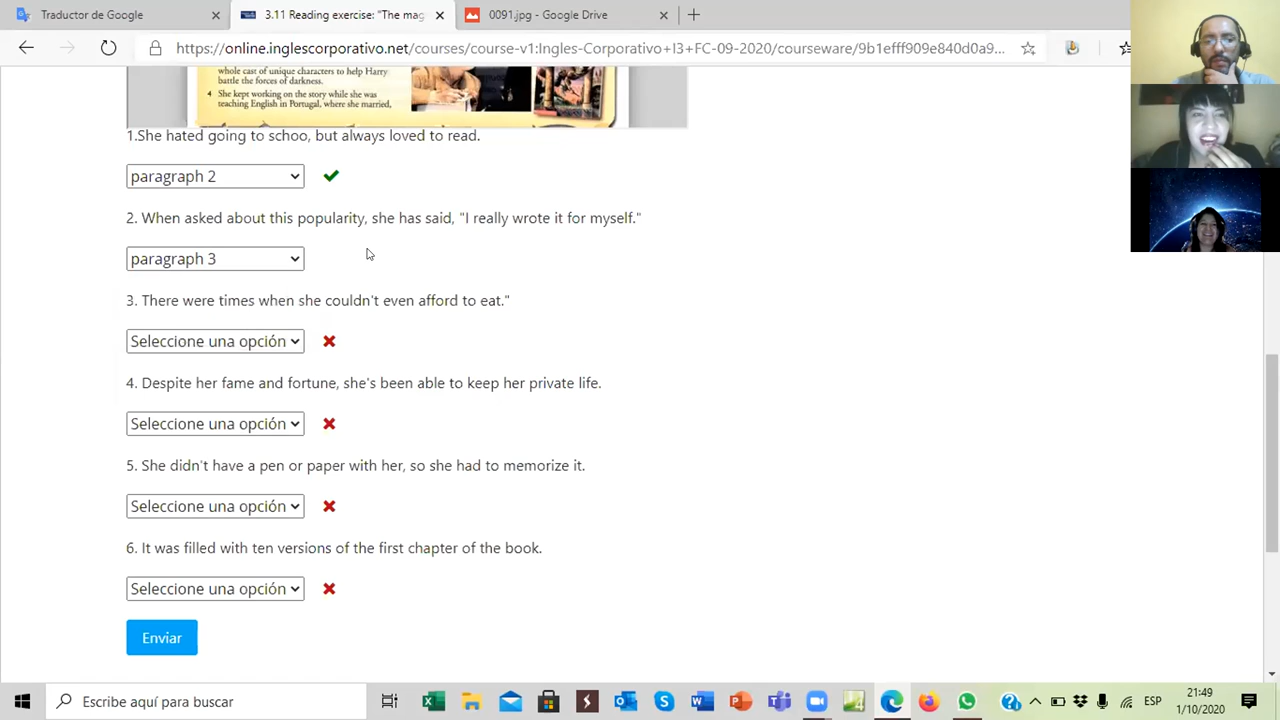 Traductor de Google
3.11 Reading exercise: "The mag
0091.jpg - Google Drive
https://online.inglescorporativo.net/courses/course-v1:Ingles-Corporativo+I3+FC-09-2020/courseware/9b1efff909e840d0a9...
whole cast of unique characters to help Harry
battle the forces of darkness.
4 She kept working on the story while she was
teaching English in Portugal, where she married,
1.She hated going to schoo, but always loved to read.
paragraph 2
2. When asked about this popularity, she has said, "I really wrote it for myself."
paragraph 3
3. There were times when she couldn't even afford to eat."
Seleccione una opción
4. Despite her fame and fortune, she's been able to keep her private life.
Seleccione una opción
5. She didn't have a pen or paper with her, so she had to memorize it.
Seleccione una opción
6. It was filled with ten versions of the first chapter of the book.
Seleccione una opción
Enviar
Escribe aquí para buscar
ESP
21:49
1/10/2020